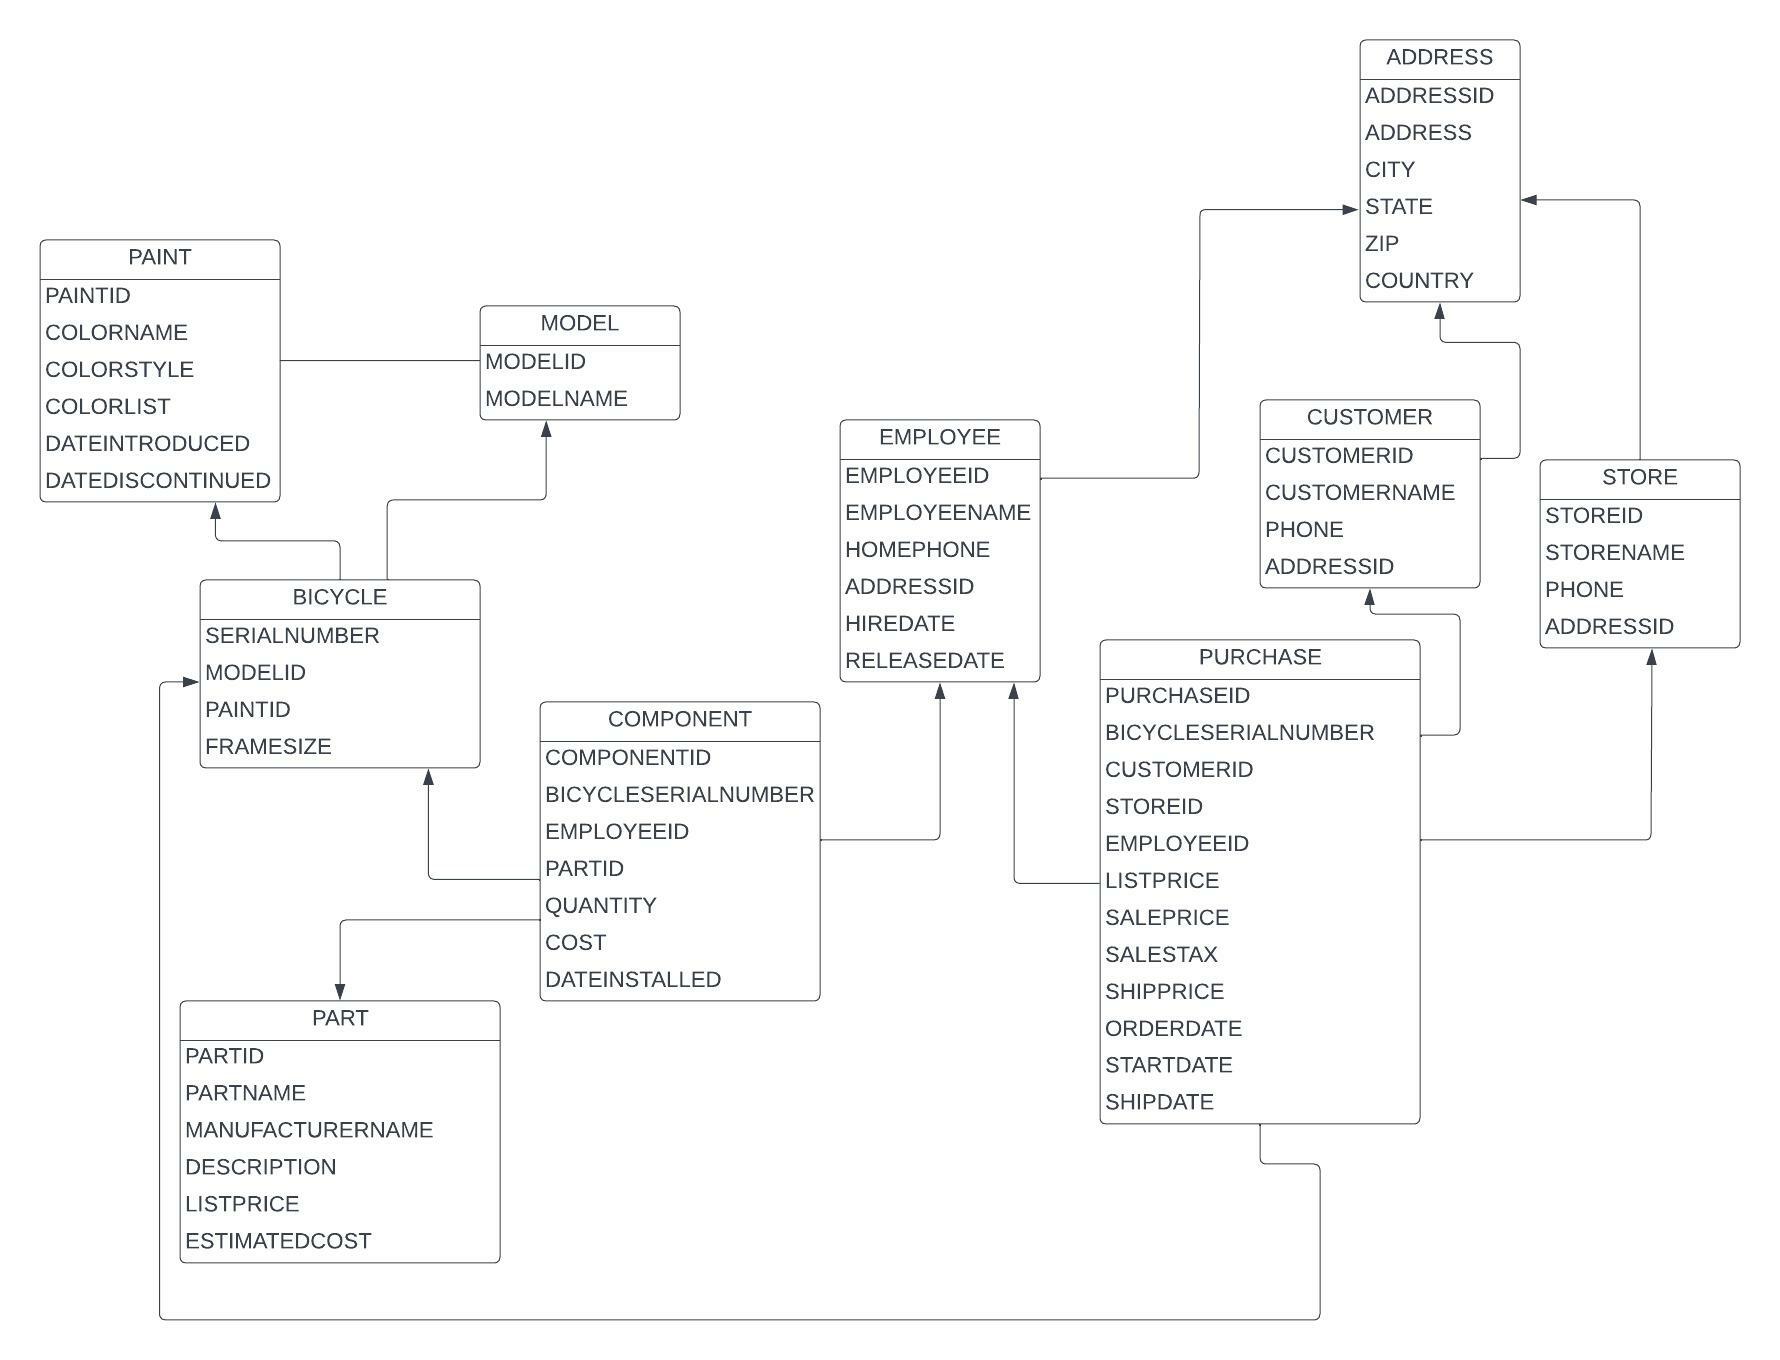 ADDRESS
ADDRESSID
ADDRESS
CITY
STATE
ZIP
COUNTRY
PAINT
PAINTID
COLORNAME
COLORSTYLE
COLORLIST
DATEINTRODUCED
DATEDISCONTINUED
MODEL
MODELID
MODELNAME
EMPLOYEE
EMPLOYEEID
EMPLOYEENAME
HOMEPHONE
ADDRESSID
HIREDATE
RELEASEDATE
CUSTOMER
CUSTOMERID
CUSTOMERNAME
PHONE
ADDRESSID
STORE
STOREID
STORENAME
PHONE
ADDRESSID
BICYCLE
SERIALNUMBER
MODELID
PAINTID
FRAMESIZE
COMPONENT
COMPONENTID
BICYCLESERIALNUMBER
EMPLOYEEID
PARTID
QUANTITY
COST
DATEINSTALLED
PURCHASE
PURCHASEID
BICYCLESERIALNUMBER
CUSTOMERID
STOREID
EMPLOYEEID
LISTPRICE
SALEPRICE
SALESTAX
SHIPPRICE
ORDERDATE
STARTDATE
SHIPDATE
PART
PARTID
PARTNAME
MANUFACTURERNAME
DESCRIPTION
LISTPRICE
ESTIMATEDCOST